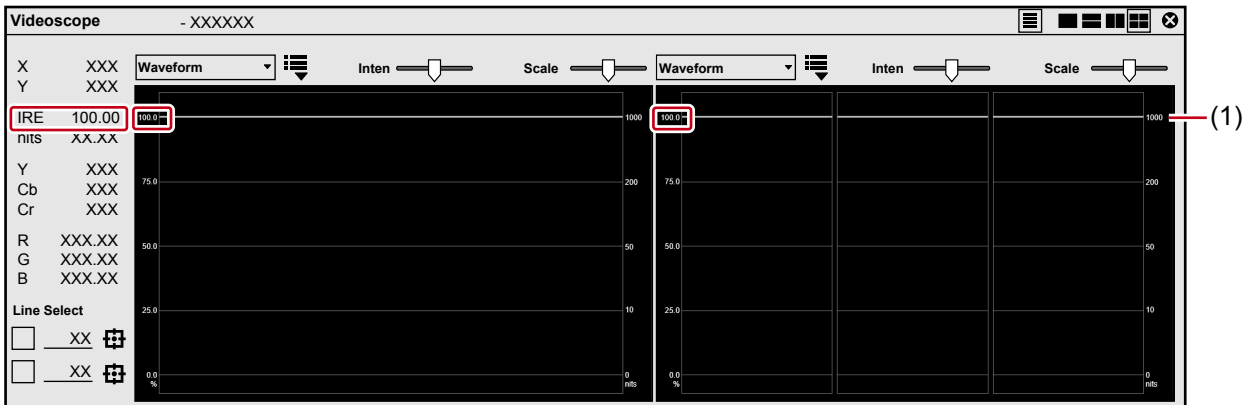 Videoscope - XXXXXX
X XXX Waveform Inten Scale Waveform Inten Scale
Y XXX
IRE 100.00 100.0 1000 100.0 1000 (1)
nits XX.XX
Y XXX 75.0 200 75.0 200
Cb XXX
Cr XXX
R XXX.XX 50.0 50 50.0 50
G XXX.XX
B XXX.XX
Line Select 25.0 10 25.0 10
XX
XX 0.0 0 0.0 0
% nits % nits